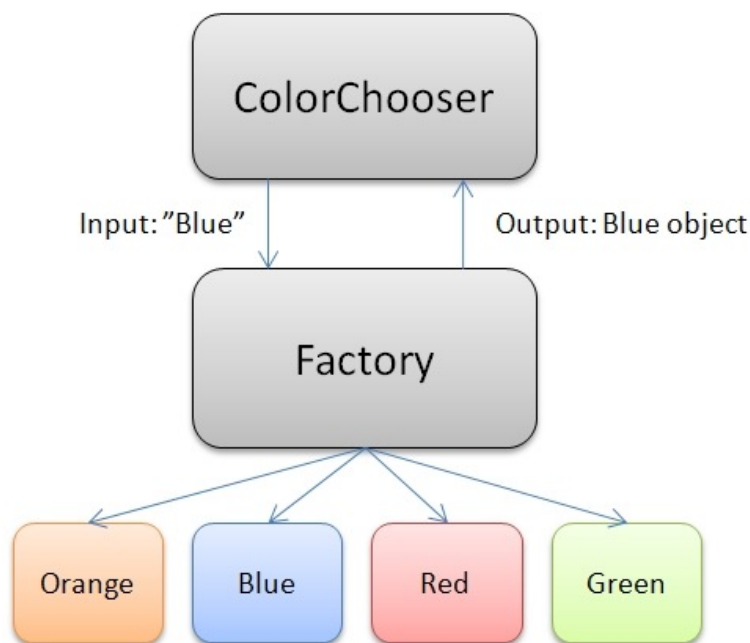 ColorChooser
Input: ”Blue”
Output: Blue object
Factory
Orange
Blue
Red
Green